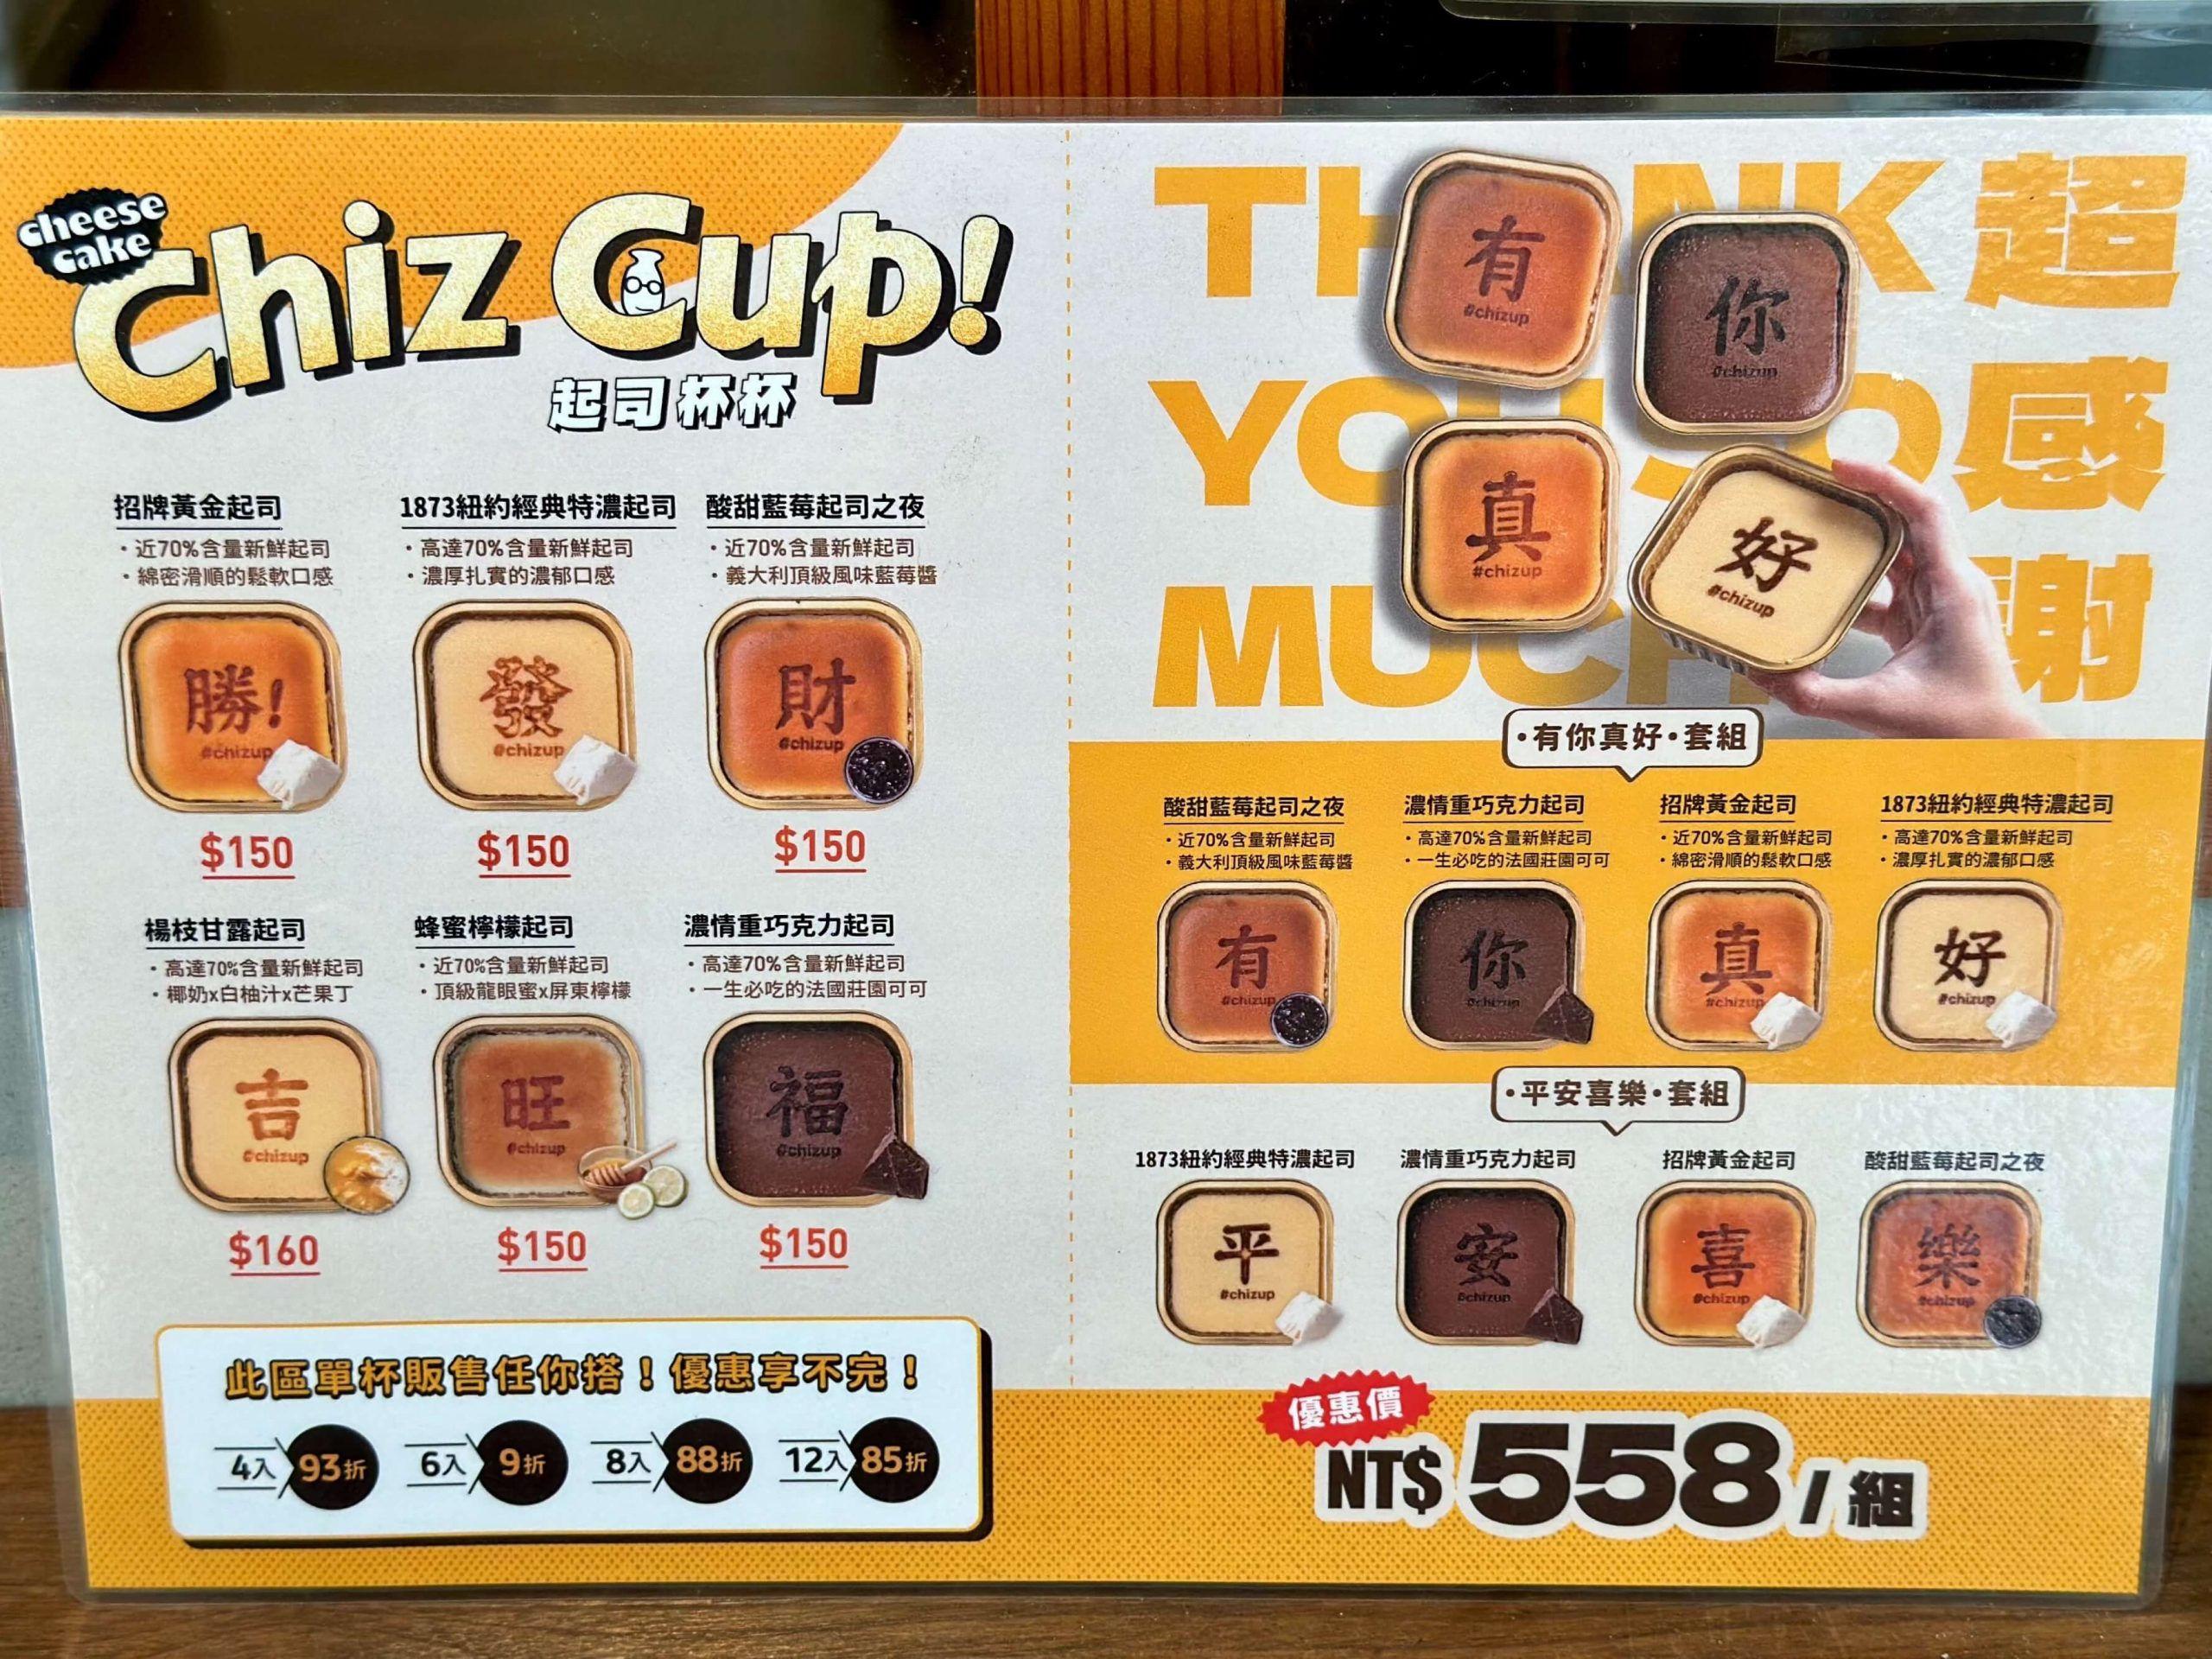 cheese
cake
Chiz Cup!
起司杯杯
招牌黃金起司
・近70%含量新鮮起司
・綿密滑順的鬆軟口感
勝!
#chizup
$150
1873紐約經典特濃起司
・高達70%含量新鮮起司
・濃厚扎實的濃郁口感
發
#chizup
$150
酸甜藍莓起司之夜
・近70%含量新鮮起司
・義大利頂級風味藍莓醬
財
#chizup
$150
楊枝甘露起司
・高達70%含量新鮮起司
・椰奶x白柚汁x芒果丁
吉
#chizup
$160
蜂蜜檸檬起司
・近70%含量新鮮起司
・頂級龍眼蜜x屏東檸檬
旺
#chizup
$150
濃情重巧克力起司
・高達70%含量新鮮起司
・一生必吃的法國莊園可可
福
#chizup
$150
此區單杯販售任你搭！優惠享不完！
4入 93折
6入 9折
8入 88折
12入 85折
THANK 超
YOU SO 感
MUCH 謝
有
#chizup
你
#chizup
真
#chizup
好
#chizup
・有你真好・套組
酸甜藍莓起司之夜
・近70%含量新鮮起司
・義大利頂級風味藍莓醬
有
#chizup
濃情重巧克力起司
・高達70%含量新鮮起司
・一生必吃的法國莊園可可
你
#chizup
招牌黃金起司
・近70%含量新鮮起司
・綿密滑順的鬆軟口感
真
#chizup
1873紐約經典特濃起司
・高達70%含量新鮮起司
・濃厚扎實的濃郁口感
好
#chizup
・平安喜樂・套組
1873紐約經典特濃起司
平
#chizup
濃情重巧克力起司
安
#chizup
招牌黃金起司
喜
#chizup
酸甜藍莓起司之夜
樂
#chizup
優惠價
NT$ 558 / 組